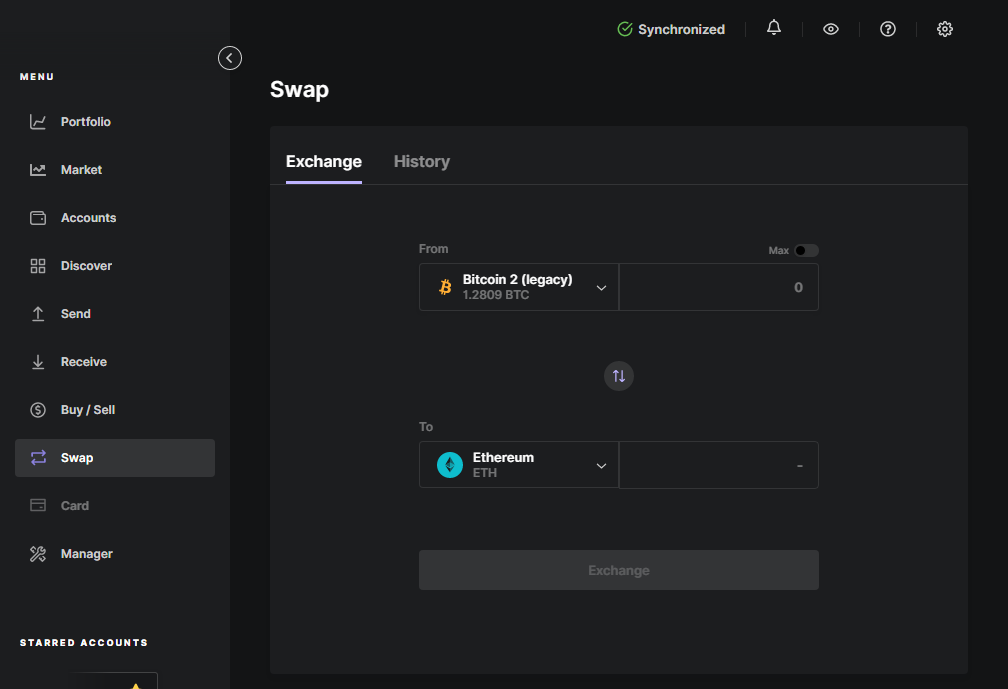 Synchronized
MENU
Swap
Portfolio
Exchange
History
Market
Accounts
From
Max
Discover
Bitcoin 2 (legacy)
1.2809 BTC
0
Send
Receive
Buy / Sell
To
Swap
Ethereum
ETH
-
Card
Manager
Exchange
STARRED ACCOUNTS